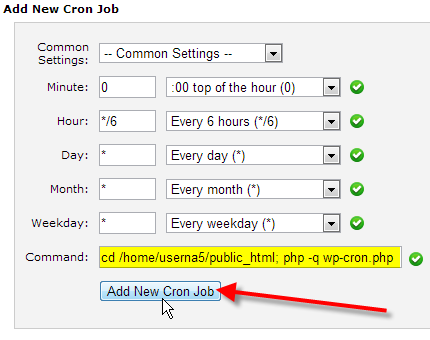 Add New Cron Job
Common Settings: -- Common Settings --
Minute: 0 :00 top of the hour (0)
Hour: */6 Every 6 hours (*/6)
Day: * Every day (*)
Month: * Every month (*)
Weekday: * Every weekday (*)
Command: cd /home/userna5/public_html; php -q wp-cron.php
Add New Cron Job